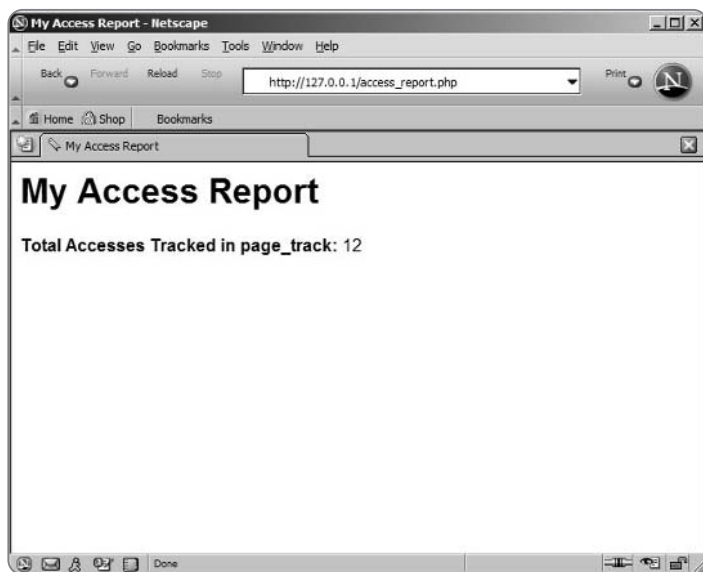 My Access Report - Netscape
File Edit View Go Bookmarks Tools Window Help
Back Forward Reload Stop http://127.0.0.1/access_report.php Print N
Home Shop Bookmarks
My Access Report
My Access Report
Total Accesses Tracked in page_track: 12
Done